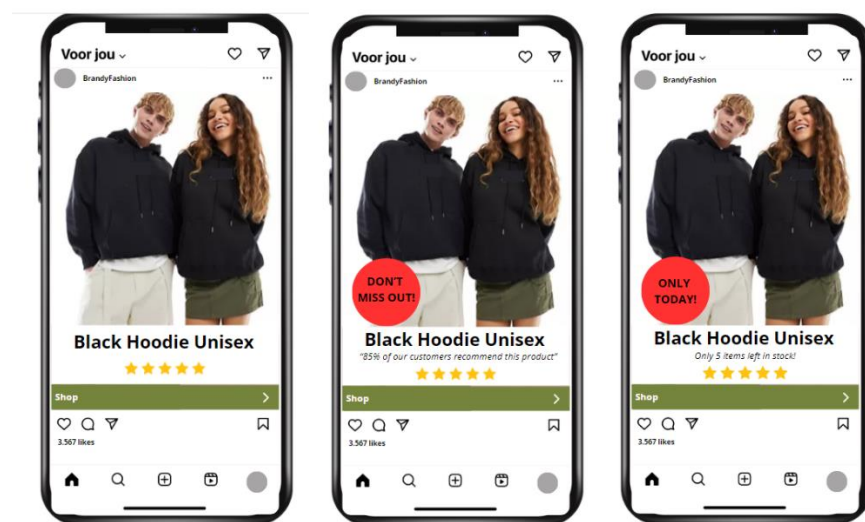 Voor jou
BrandyFashion
Black Hoodie Unisex
Shop
3.567 likes
Voor jou
BrandyFashion
DON'T
MISS OUT!
Black Hoodie Unisex
"85% of our customers recommend this product"
Shop
3.567 likes
Voor jou
BrandyFashion
ONLY
TODAY!
Black Hoodie Unisex
Only 5 items left in stock!
Shop
3.567 likes